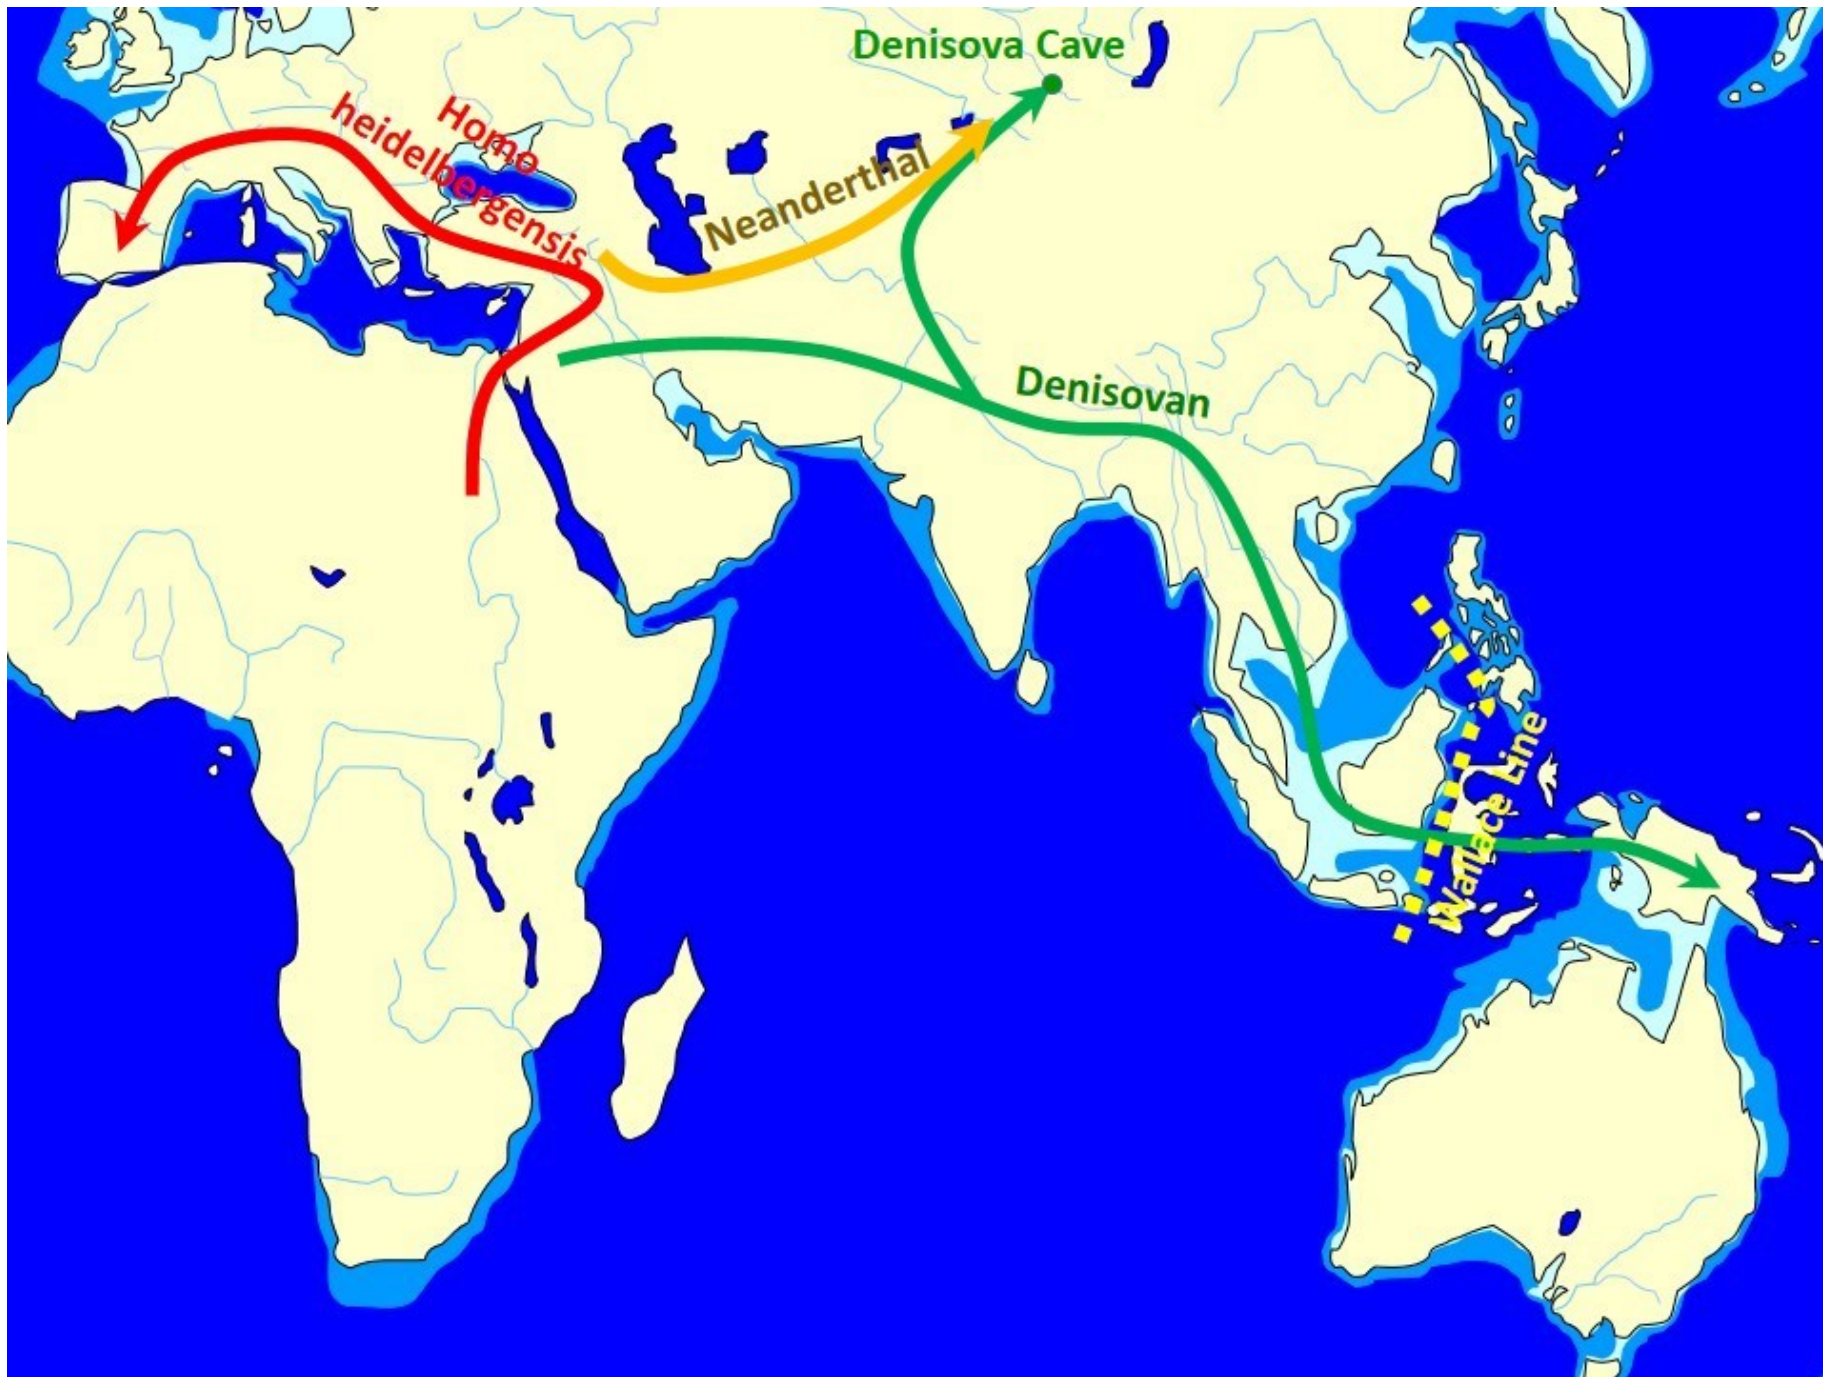 Denisova Cave
Homo
heidelbergensis
Neanderthal
Denisovan
Wallace Line